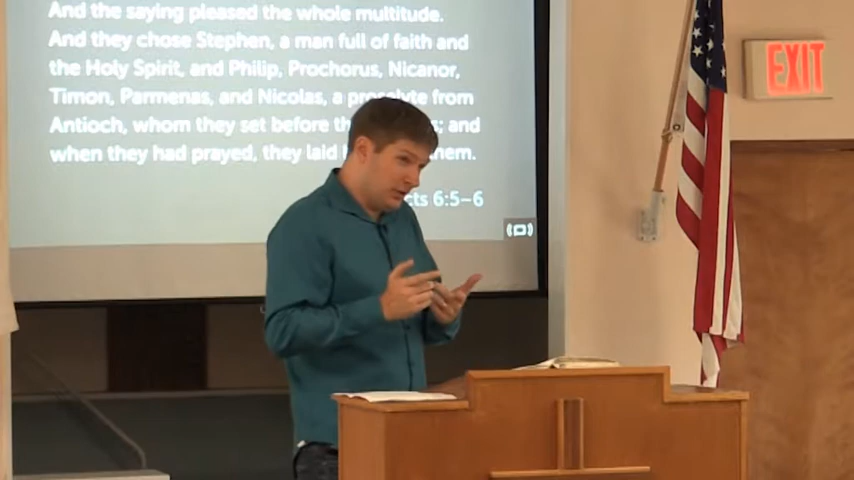 And the saying pleased the whole multitude.
And they chose Stephen, a man full of faith and
the Holy Spirit, and Philip, Prochorus, Nicanor,
Timon, Parmenas, and Nicolas, a proselyte from
Antioch, whom they set before the and
when they had prayed, they laid
Acts 6:5–6
EXIT